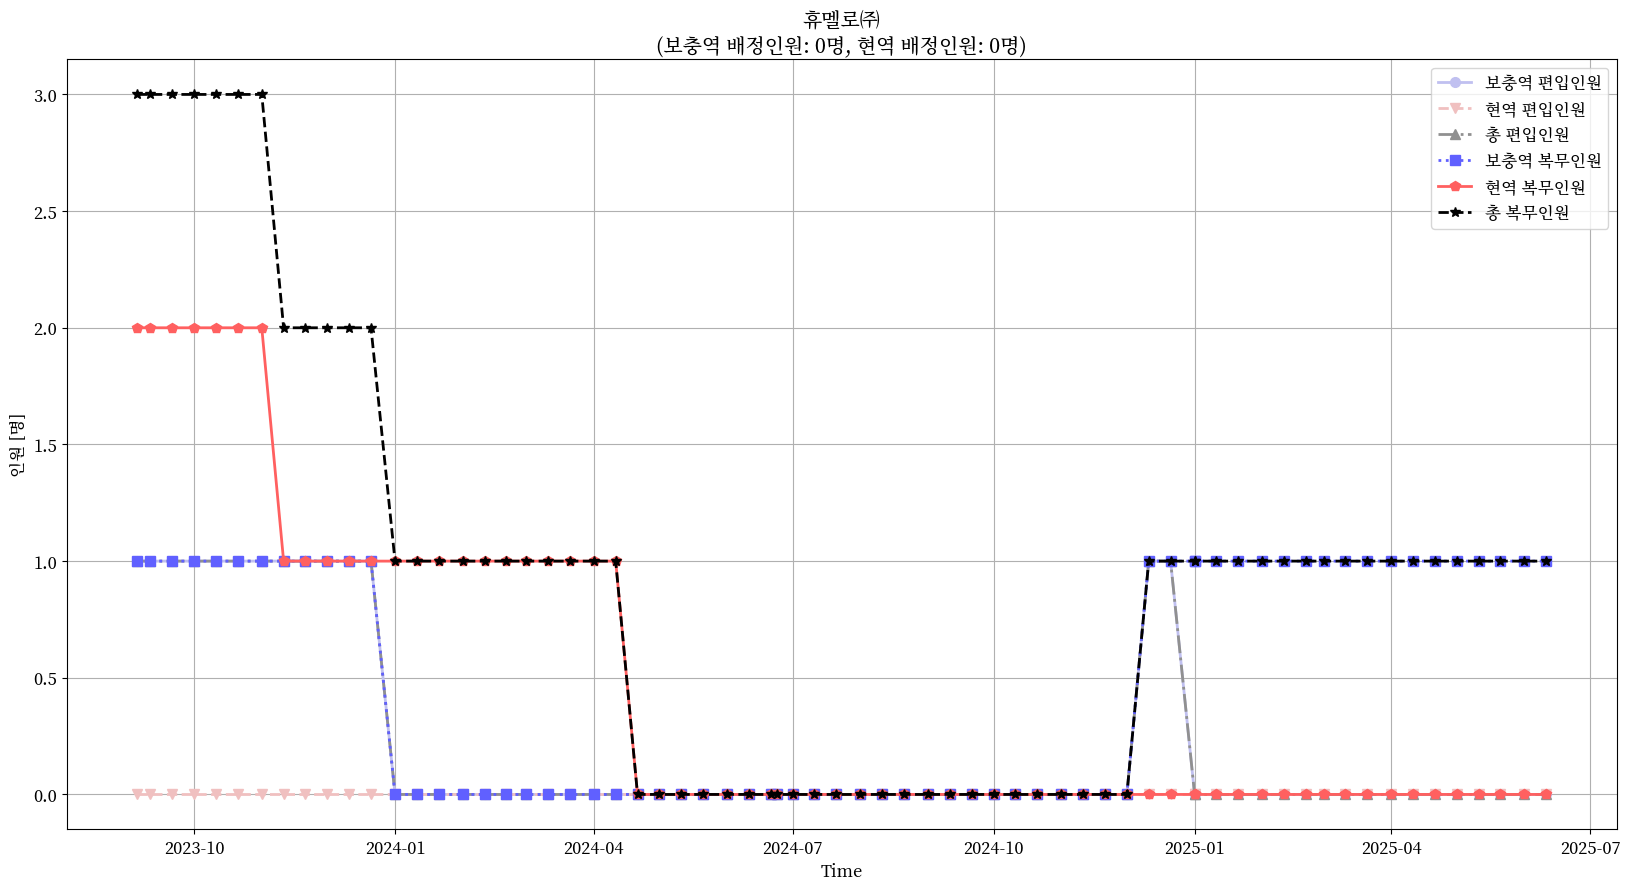 휴멜로㈜
(보충역 배정인원: 0명, 현역 배정인원: 0명)
보충역 편입인원
현역 편입인원
총 편입인원
보충역 복무인원
현역 복무인원
총 복무인원
인원 [명]
3.0
2.5
2.0
1.5
1.0
0.5
0.0
2023-10
2024-01
2024-04
2024-07
2024-10
2025-01
2025-04
2025-07
Time